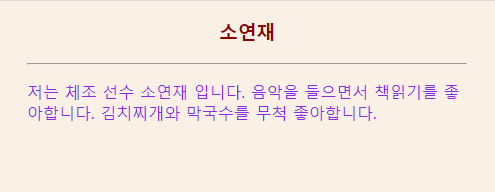 소연재
저는 체조 선수 소연재 입니다. 음악을 들으면서 책읽기를 좋
아합니다. 김치찌개와 막국수를 무척 좋아합니다.